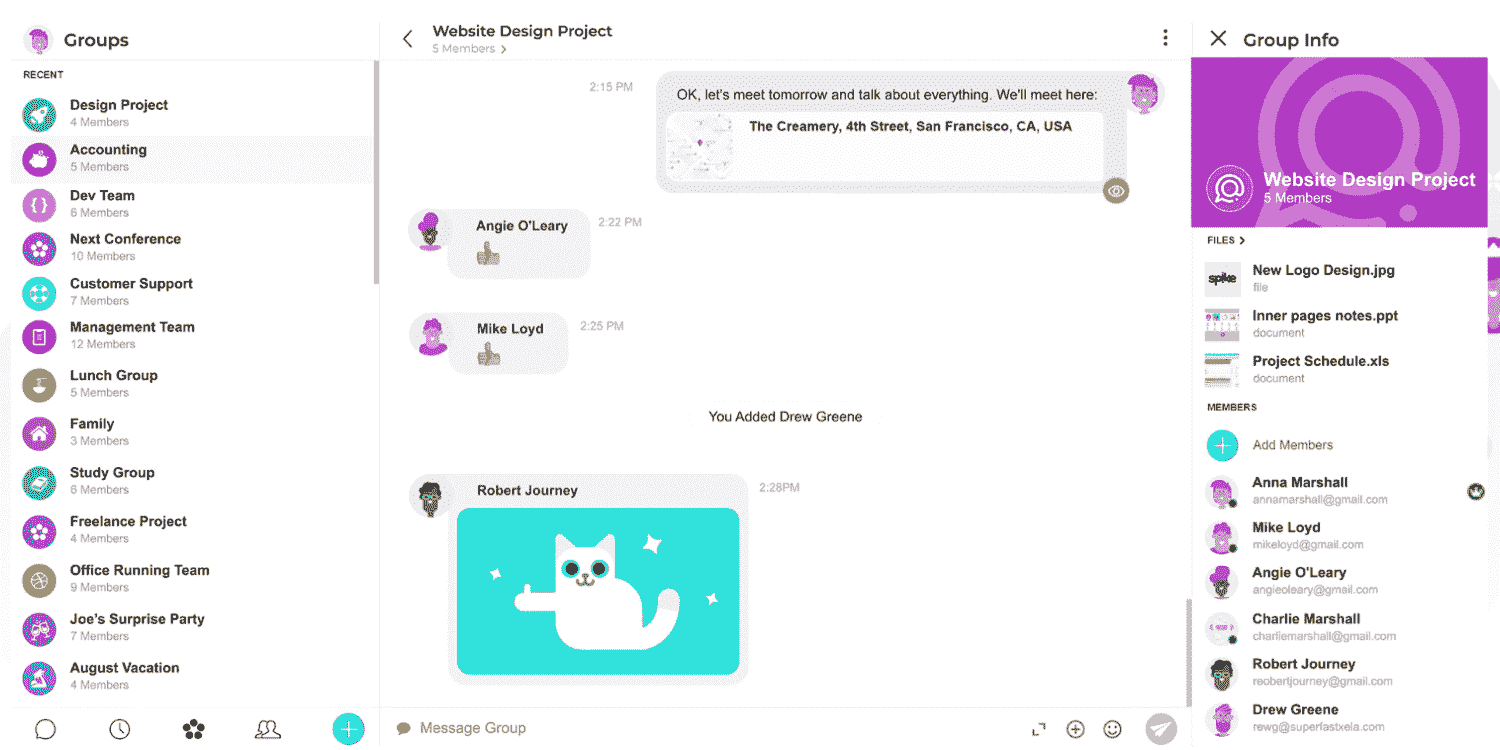 Groups
RECENT
Design Project
4 Members
Accounting
5 Members
Dev Team
6 Members
Next Conference
10 Members
Customer Support
7 Members
Management Team
12 Members
Lunch Group
5 Members
Family
3 Members
Study Group
6 Members
Freelance Project
4 Members
Office Running Team
9 Members
Joe's Surprise Party
7 Members
August Vacation
4 Members
Website Design Project
5 Members >
2:15 PM
OK, let's meet tomorrow and talk about everything. We'll meet here:
The Creamery, 4th Street, San Francisco, CA, USA
Angie O'Leary
2:22 PM
Mike Loyd
2:25 PM
You Added Drew Greene
Robert Journey
2:28PM
Message Group
Group Info
Website Design Project
5 Members
FILES >
spike
New Logo Design.jpg
file
Inner pages notes.ppt
document
Project Schedule.xls
document
MEMBERS
Add Members
Anna Marshall
annamarshall@gmail.com
Mike Loyd
mikeloyd@gmail.com
Angie O'Leary
angieoleary@gmail.com
Charlie Marshall
charliemarshall@gmail.com
Robert Journey
reobertjourney@gmail.com
Drew Greene
rewg@superfastxela.com